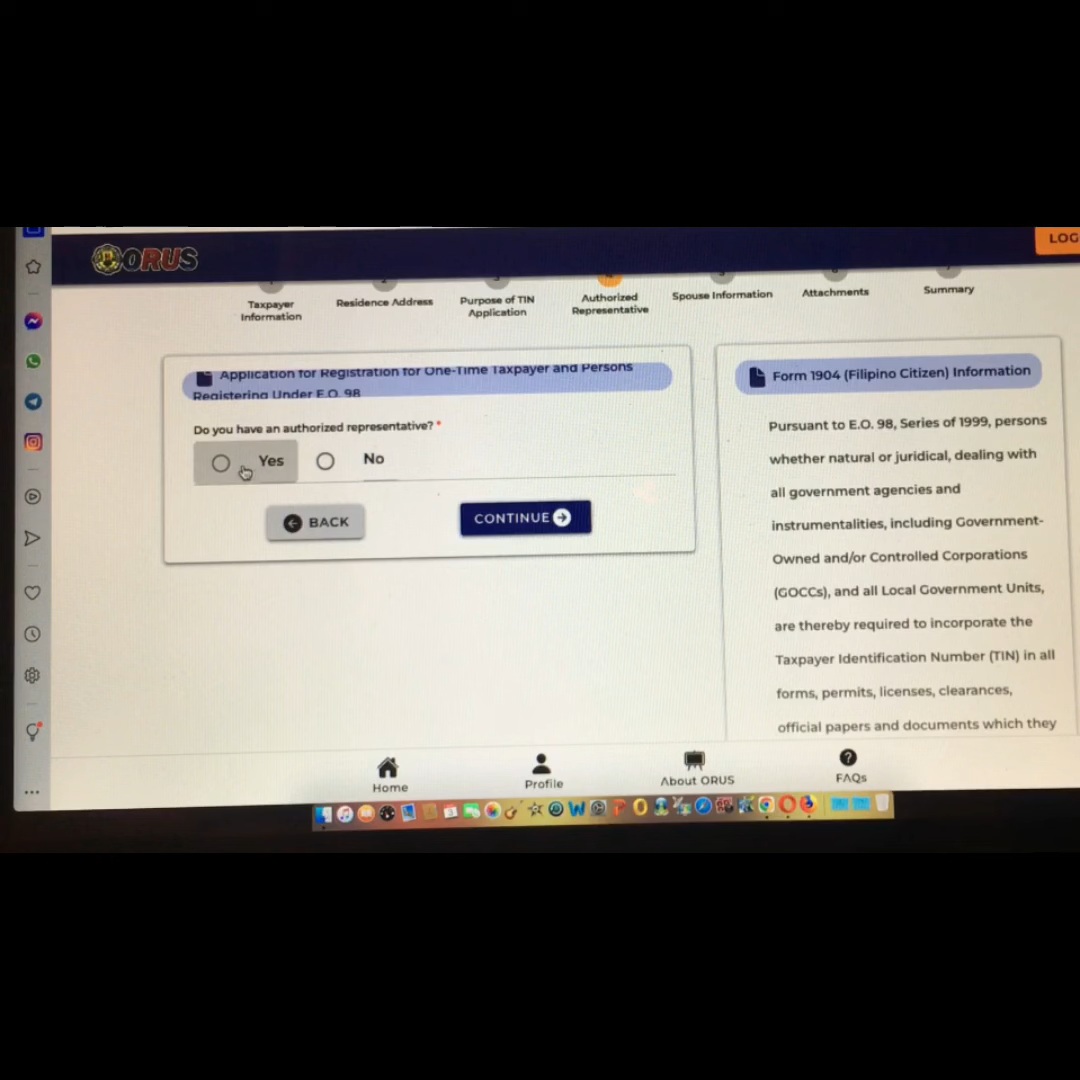 ORUS
LOG
Taxpayer
Information
Residence Address
Purpose of TIN
Application
Authorized
Representative
Spouse Information
Attachments
Summary
Application for Registration for One-Time Taxpayer and Persons
Registering Under E.O. 98
Do you have an authorized representative? *
Yes
No
BACK
CONTINUE
Form 1904 (Filipino Citizen) Information
Pursuant to E.O. 98, Series of 1999, persons
whether natural or juridical, dealing with
all government agencies and
instrumentalities, including Government-
Owned and/or Controlled Corporations
(GOCCs), and all Local Government Units,
are thereby required to incorporate the
Taxpayer Identification Number (TIN) in all
forms, permits, licenses, clearances,
official papers and documents which they
Home
Profile
About ORUS
FAQs